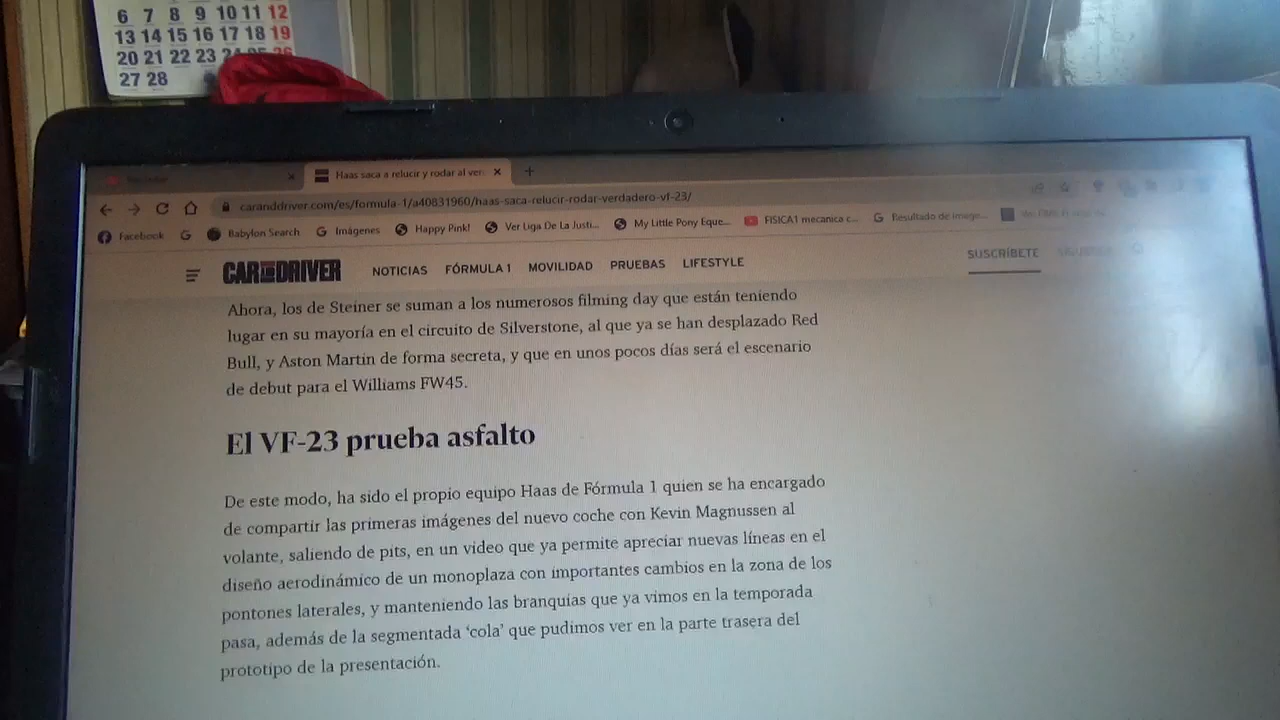 6 7 8 9 10 11 12
13 14 15 16 17 18 19
20 21 22 23 24 25 26
27 28
Haas saca a relucir y rodar al ver
caranddriver.com/es/formula-1/a40831960/haas-saca-relucir-rodar-verdadero-vf-23/
Facebook G Babylon Search Imágenes Happy Pink! Ver Liga De La Justi... My Little Pony Eque... FISICA1 mecanica c... Resultado de image...
CAR AND DRIVER NOTICIAS FÓRMULA 1 MOVILIDAD PRUEBAS LIFESTYLE SUSCRÍBETE
Ahora, los de Steiner se suman a los numerosos filming day que están teniendo
lugar en su mayoría en el circuito de Silverstone, al que ya se han desplazado Red
Bull, y Aston Martin de forma secreta, y que en unos pocos días será el escenario
de debut para el Williams FW45.
El VF-23 prueba asfalto
De este modo, ha sido el propio equipo Haas de Fórmula 1 quien se ha encargado
de compartir las primeras imágenes del nuevo coche con Kevin Magnussen al
volante, saliendo de pits, en un video que ya permite apreciar nuevas líneas en el
diseño aerodinámico de un monoplaza con importantes cambios en la zona de los
pontones laterales, y manteniendo las branquias que ya vimos en la temporada
pasa, además de la segmentada ‘cola’ que pudimos ver en la parte trasera del
prototipo de la presentación.